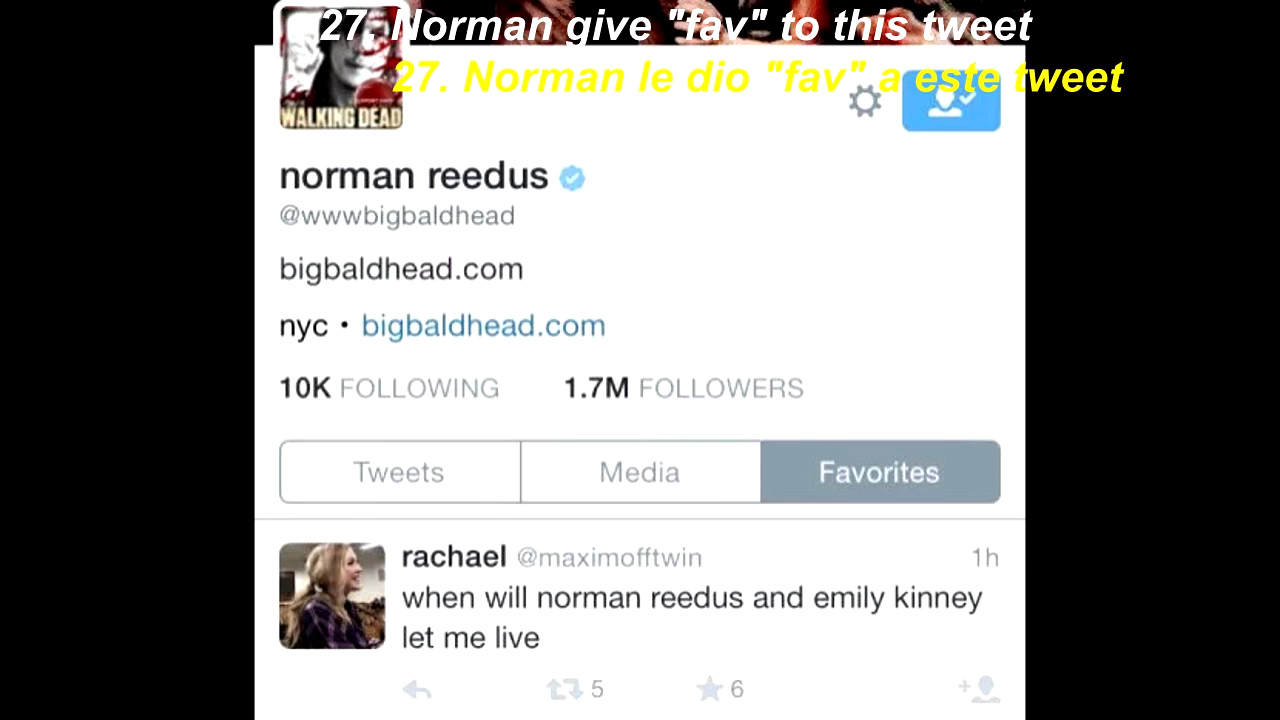 27. Norman give "fav" to this tweet
27. Norman le dio "fav" a este tweet
WALKING DEAD
norman reedus
@wwwbigbaldhead
bigbaldhead.com
nyc • bigbaldhead.com
10K FOLLOWING 1.7M FOLLOWERS
Tweets Media Favorites
rachael @maximofftwin 1h
when will norman reedus and emily kinney
let me live
5 6